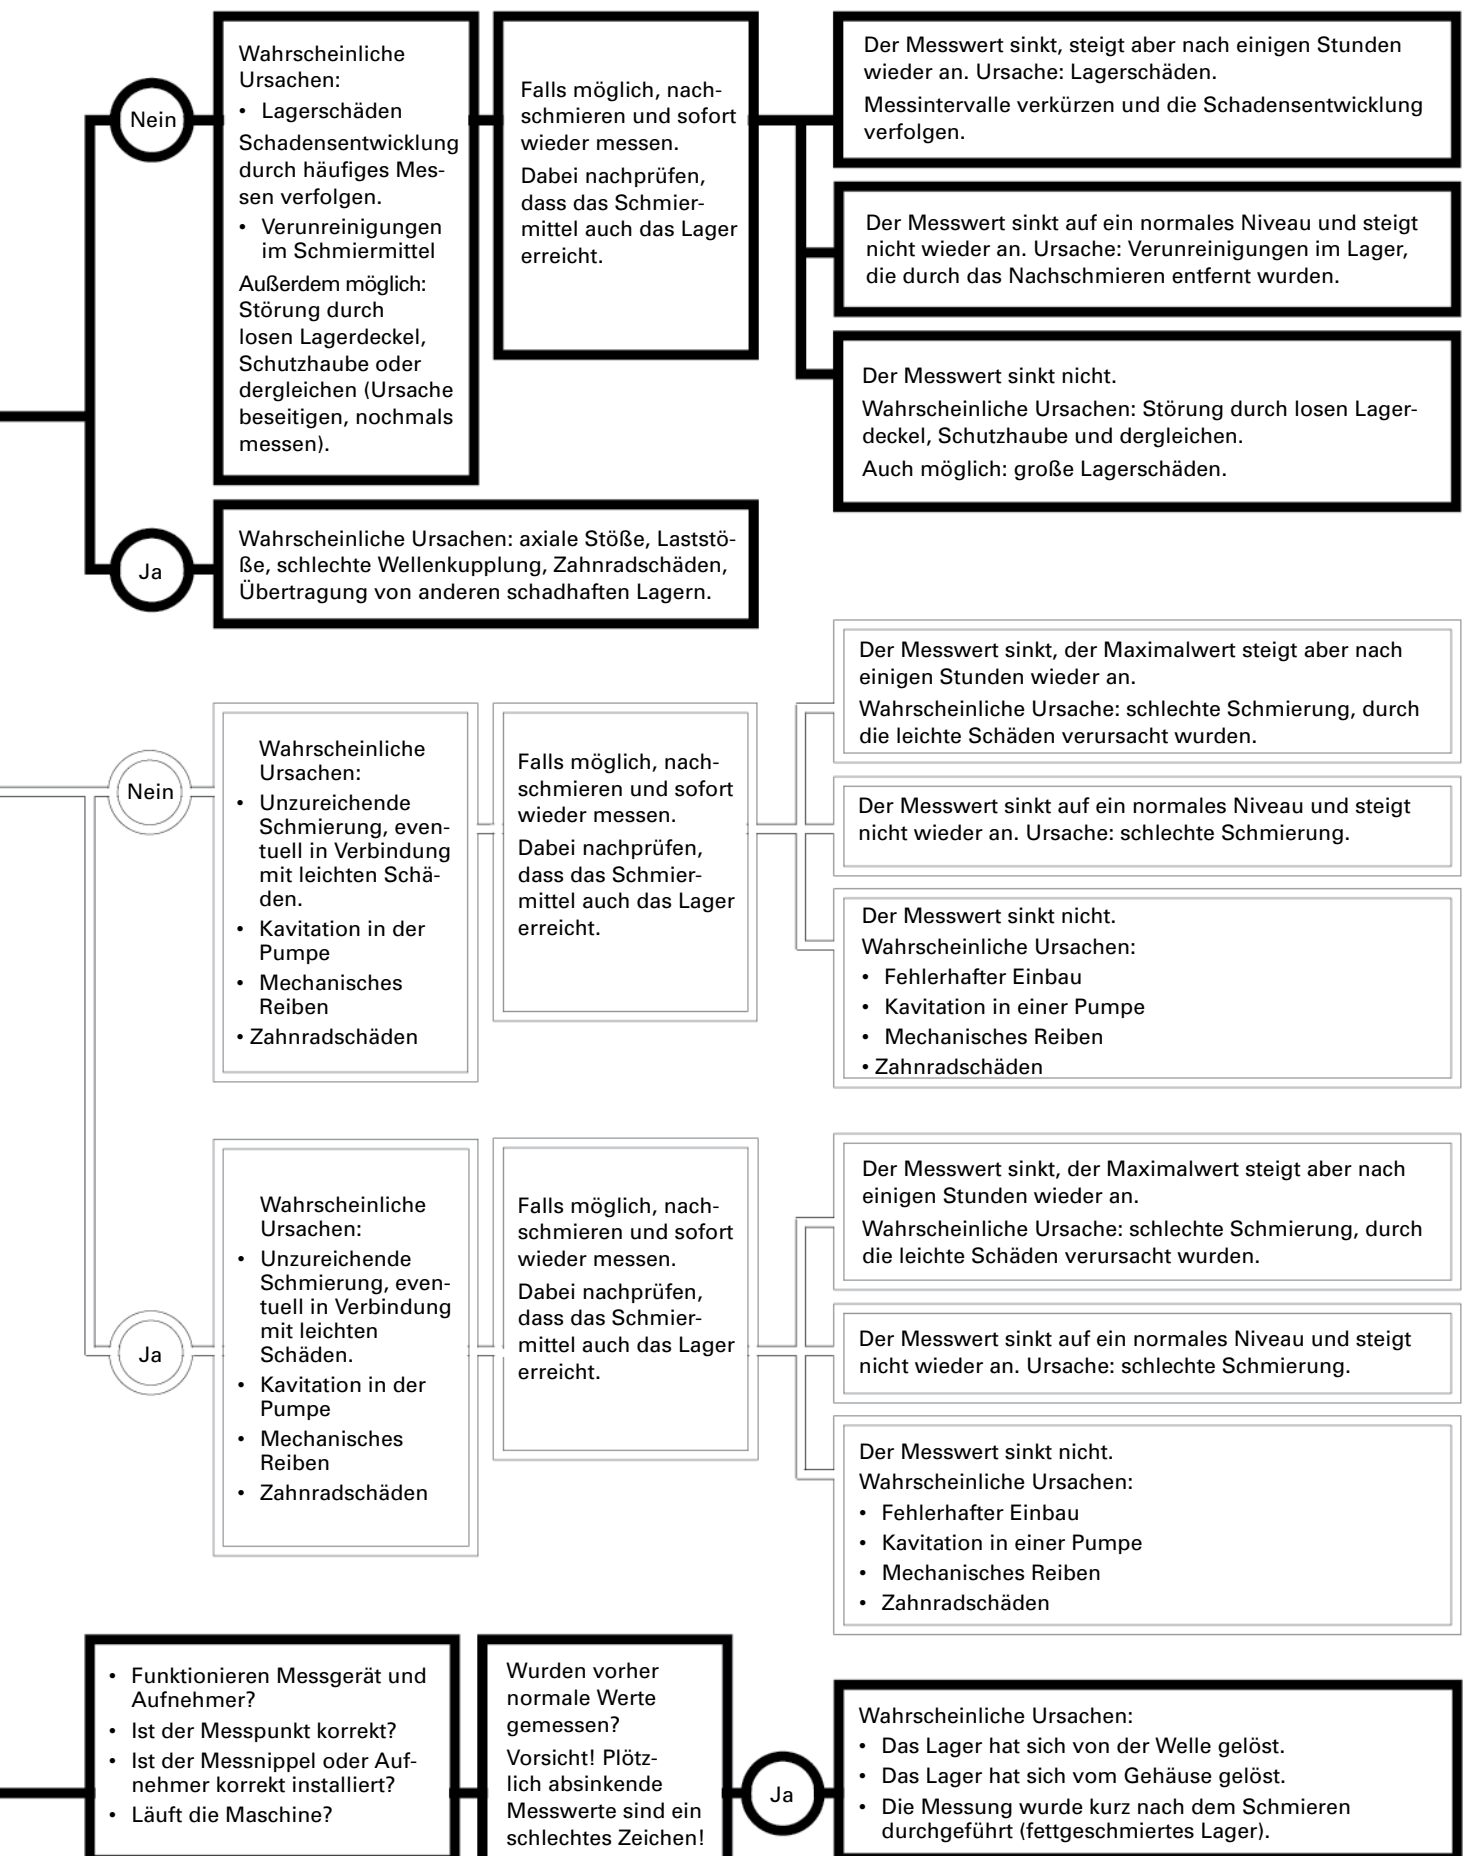 Nein
Wahrscheinliche
Ursachen:
• Lagerschäden
Schadensentwicklung
durch häufiges Mes-
sen verfolgen.
• Verunreinigungen
im Schmiermittel
Außerdem möglich:
Störung durch
losen Lagerdeckel,
Schutzhaube oder
dergleichen (Ursache
beseitigen, nochmals
messen).
Falls möglich, nach-
schmieren und sofort
wieder messen.
Dabei nachprüfen,
dass das Schmier-
mittel auch das Lager
erreicht.
Der Messwert sinkt, steigt aber nach einigen Stunden
wieder an. Ursache: Lagerschäden.
Messintervalle verkürzen und die Schadensentwicklung
verfolgen.
Der Messwert sinkt auf ein normales Niveau und steigt
nicht wieder an. Ursache: Verunreinigungen im Lager,
die durch das Nachschmieren entfernt wurden.
Der Messwert sinkt nicht.
Wahrscheinliche Ursachen: Störung durch losen Lager-
deckel, Schutzhaube und dergleichen.
Auch möglich: große Lagerschäden.
Ja
Wahrscheinliche Ursachen: axiale Stöße, Laststö-
ße, schlechte Wellenkupplung, Zahnradschäden,
Übertragung von anderen schadhaften Lagern.
Nein
Wahrscheinliche
Ursachen:
• Unzureichende
Schmierung, even-
tuell in Verbindung
mit leichten Schä-
den.
• Kavitation in der
Pumpe
• Mechanisches
Reiben
• Zahnradschäden
Falls möglich, nach-
schmieren und sofort
wieder messen.
Dabei nachprüfen,
dass das Schmier-
mittel auch das Lager
erreicht.
Der Messwert sinkt, der Maximalwert steigt aber nach
einigen Stunden wieder an.
Wahrscheinliche Ursache: schlechte Schmierung, durch
die leichte Schäden verursacht wurden.
Der Messwert sinkt auf ein normales Niveau und steigt
nicht wieder an. Ursache: schlechte Schmierung.
Der Messwert sinkt nicht.
Wahrscheinliche Ursachen:
• Fehlerhafter Einbau
• Kavitation in einer Pumpe
• Mechanisches Reiben
• Zahnradschäden
Ja
Wahrscheinliche
Ursachen:
• Unzureichende
Schmierung, even-
tuell in Verbindung
mit leichten
Schäden.
• Kavitation in der
Pumpe
• Mechanisches
Reiben
• Zahnradschäden
Falls möglich, nach-
schmieren und sofort
wieder messen.
Dabei nachprüfen,
dass das Schmier-
mittel auch das Lager
erreicht.
Der Messwert sinkt, der Maximalwert steigt aber nach
einigen Stunden wieder an.
Wahrscheinliche Ursache: schlechte Schmierung, durch
die leichte Schäden verursacht wurden.
Der Messwert sinkt auf ein normales Niveau und steigt
nicht wieder an. Ursache: schlechte Schmierung.
Der Messwert sinkt nicht.
Wahrscheinliche Ursachen:
• Fehlerhafter Einbau
• Kavitation in einer Pumpe
• Mechanisches Reiben
• Zahnradschäden
• Funktionieren Messgerät und
Aufnehmer?
• Ist der Messpunkt korrekt?
• Ist der Messnippel oder Auf-
nehmer korrekt installiert?
• Läuft die Maschine?
Wurden vorher
normale Werte
gemessen?
Vorsicht! Plötz-
lich absinkende
Messwerte sind ein
schlechtes Zeichen!
Ja
Wahrscheinliche Ursachen:
• Das Lager hat sich von der Welle gelöst.
• Das Lager hat sich vom Gehäuse gelöst.
• Die Messung wurde kurz nach dem Schmieren
durchgeführt (fettgeschmiertes Lager).